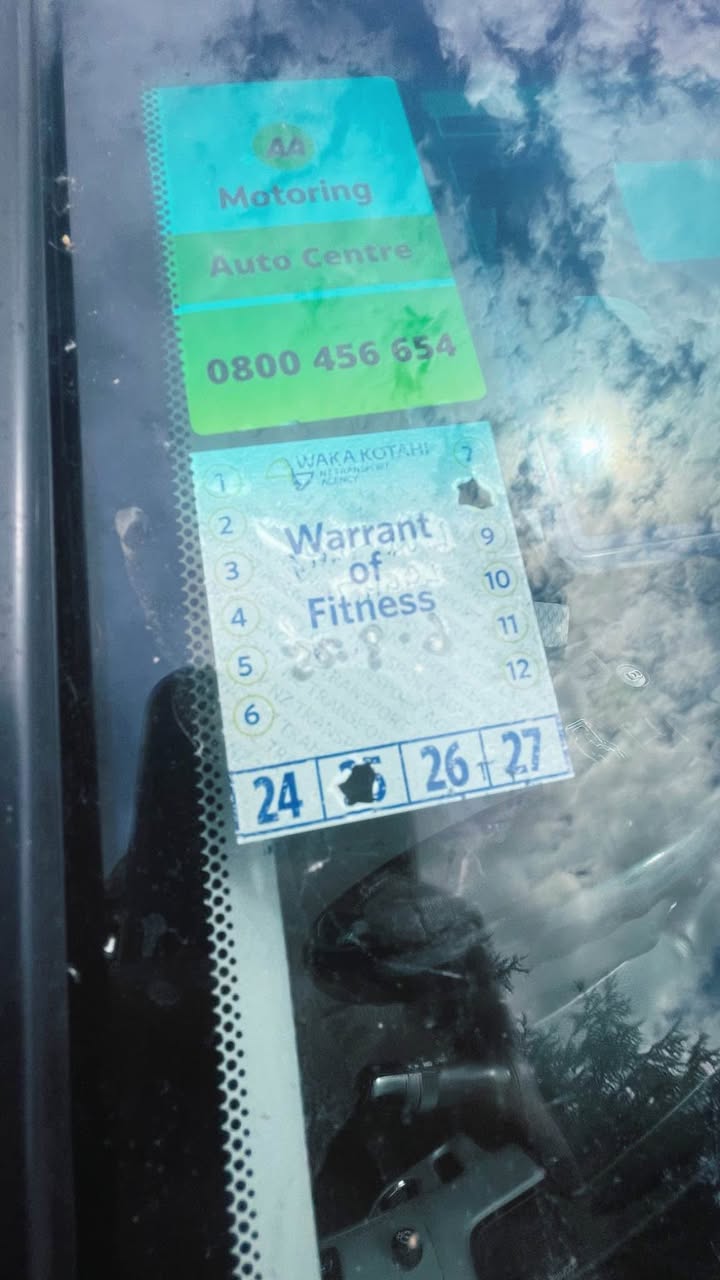 AA
Motoring
Auto Centre
0800 456 654
WAKA KOTAHI
NZ TRANSPORT
AGENCY
Warrant
of
Fitness
1
2
3
4
5
6
7
9
10
11
12
24
26
27